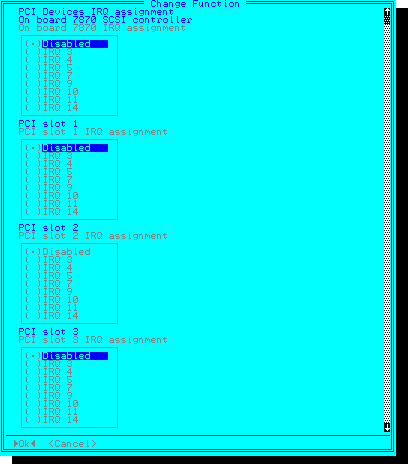 Change Function
PCI Devices IRQ assignment
On board 7870 SCSI controller
On board 7870 IRQ assignment
(•)Disabled
( )IRQ 3
( )IRQ 4
( )IRQ 5
( )IRQ 7
( )IRQ 9
( )IRQ 10
( )IRQ 11
( )IRQ 14
PCI slot 1
PCI slot 1 IRQ assignment
(•)Disabled
( )IRQ 3
( )IRQ 4
( )IRQ 5
( )IRQ 7
( )IRQ 9
( )IRQ 10
( )IRQ 11
( )IRQ 14
PCI slot 2
PCI slot 2 IRQ assignment
(•)Disabled
( )IRQ 3
( )IRQ 4
( )IRQ 5
( )IRQ 7
( )IRQ 9
( )IRQ 10
( )IRQ 11
( )IRQ 14
PCI slot 3
PCI slot 3 IRQ assignment
(•)Disabled
( )IRQ 3
( )IRQ 4
( )IRQ 5
( )IRQ 7
( )IRQ 9
( )IRQ 10
( )IRQ 11
( )IRQ 14
►Ok◄ <Cancel>